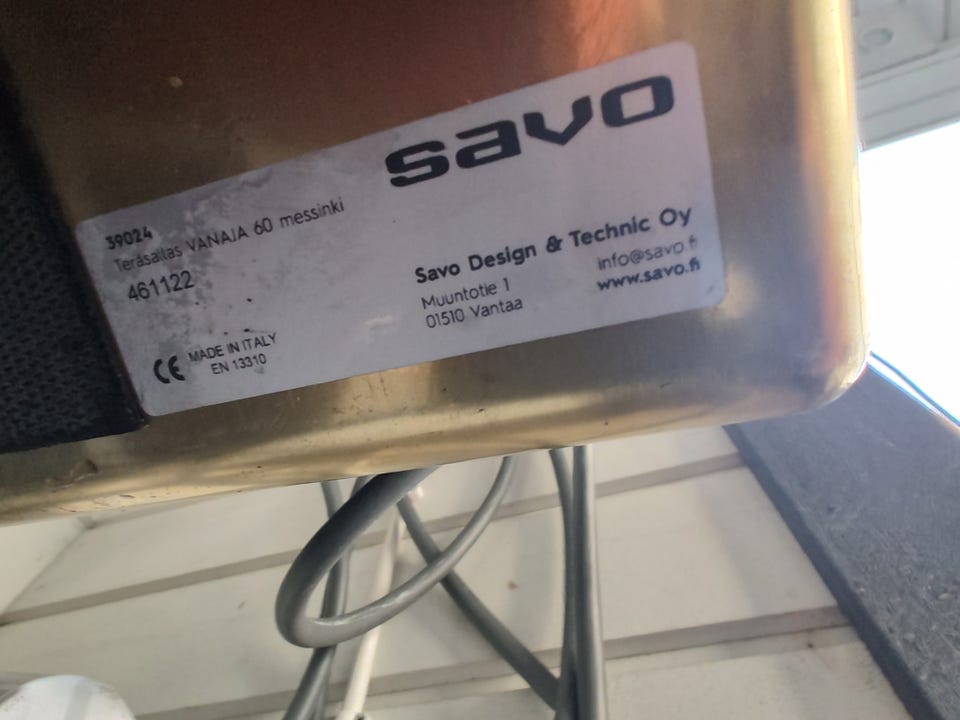 savo
39024
Teräsallas VANAJA 60 messinki
461122
Savo Design & Technic Oy
Muuntotie 1
01510 Vantaa
info@savo.fi
www.savo.fi
CE MADE IN ITALY
EN 13310